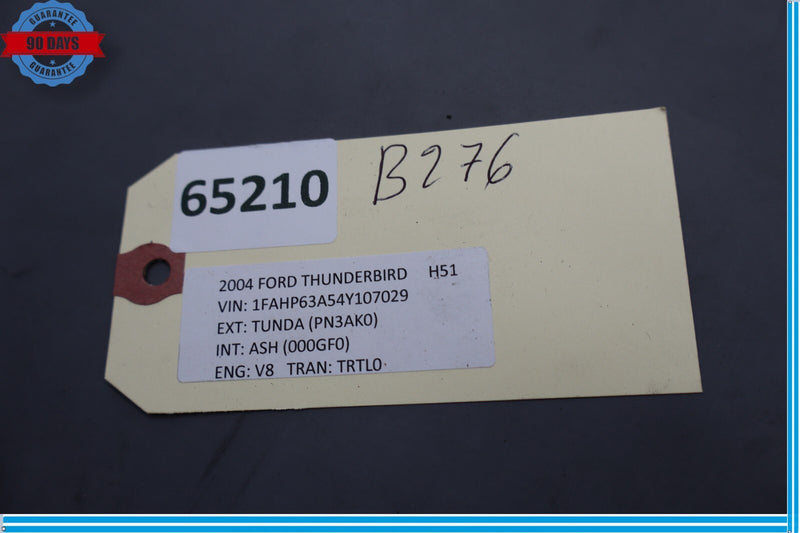 GUARANTEE
90 DAYS
GUARANTEE
65210
B276
2004 FORD THUNDERBIRD H51
VIN: 1FAHP63A54Y107029
EXT: TUNDA (PN3AK0)
INT: ASH (000GF0)
ENG: V8 TRAN: TRTL0